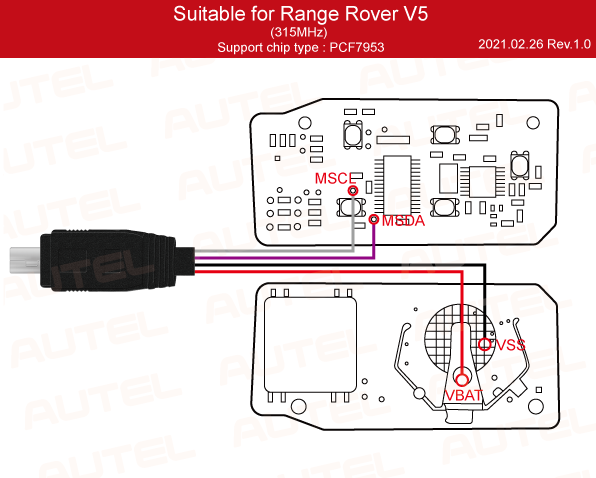 Suitable for Range Rover V5
(315MHz)
Support chip type : PCF7953
2021.02.26 Rev.1.0
AUTEL
MSCL
MSDA
VSS
VBAT